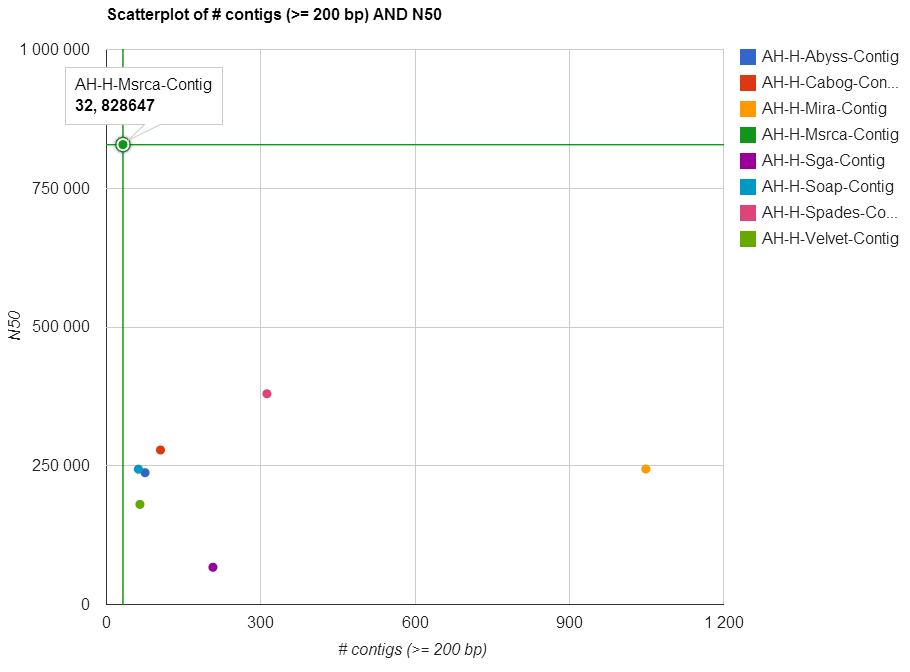 Scatterplot of # contigs (>= 200 bp) AND N50
1 000 000
750 000
500 000
250 000
0
N50
AH-H-Msrca-Contig
32, 828647
0 300 600 900 1 200
# contigs (>= 200 bp)
AH-H-Abyss-Contig
AH-H-Cabog-Con...
AH-H-Mira-Contig
AH-H-Msrca-Contig
AH-H-Sga-Contig
AH-H-Soap-Contig
AH-H-Spades-Co...
AH-H-Velvet-Contig